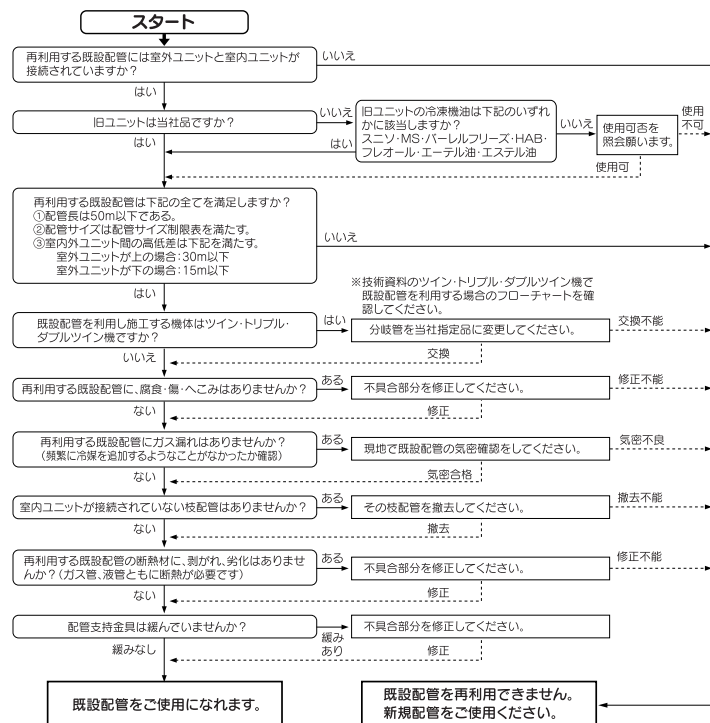 スタート
再利用する既設配管には室外ユニットと室内ユニットが
接続されていますか？
いいえ
はい
旧ユニットは当社品ですか？
いいえ
はい
旧ユニットの冷凍機油は下記のいずれ
かに該当しますか？
スニソ・MS・バーレルフリーズ・HAB・
フレオール・エーテル油・エステル油
はい
いいえ
使用可否を
照会願います。
使用
不可
使用可
再利用する既設配管は下記の全てを満足しますか？
①配管長は50m以下である。
②配管サイズは配管サイズ制限表を満たす。
③室内外ユニット間の高低差は下記を満たす。
室外ユニットが上の場合：30m以下
室外ユニットが下の場合：15m以下
いいえ
はい
※技術資料のツイン・トリプル・ダブルツイン機で
既設配管を利用する場合のフローチャートを確
認してください。
既設配管を利用し施工する機体はツイン・トリプル・
ダブルツイン機ですか？
はい
分岐管を当社指定品に変更してください。
交換不能
いいえ
交換
再利用する既設配管に、腐食・傷・へこみはありませんか？
ある
不具合部分を修正してください。
修正不能
ない
修正
再利用する既設配管にガス漏れはありませんか？
（頻繁に冷媒を追加するようなことがなかったか確認）
ある
現地で既設配管の気密確認をしてください。
気密不良
ない
気密合格
室内ユニットが接続されていない枝配管はありませんか？
ある
その枝配管を撤去してください。
撤去不能
ない
撤去
再利用する既設配管の断熱材に、剥がれ、劣化はありませ
んか？（ガス管、液管ともに断熱が必要です）
ある
不具合部分を修正してください。
修正不能
ない
修正
配管支持金具は緩んでいませんか？
緩み
あり
不具合部分を修正してください。
緩みなし
修正
既設配管をご使用になれます。
既設配管を再利用できません。
新規配管をご使用ください。